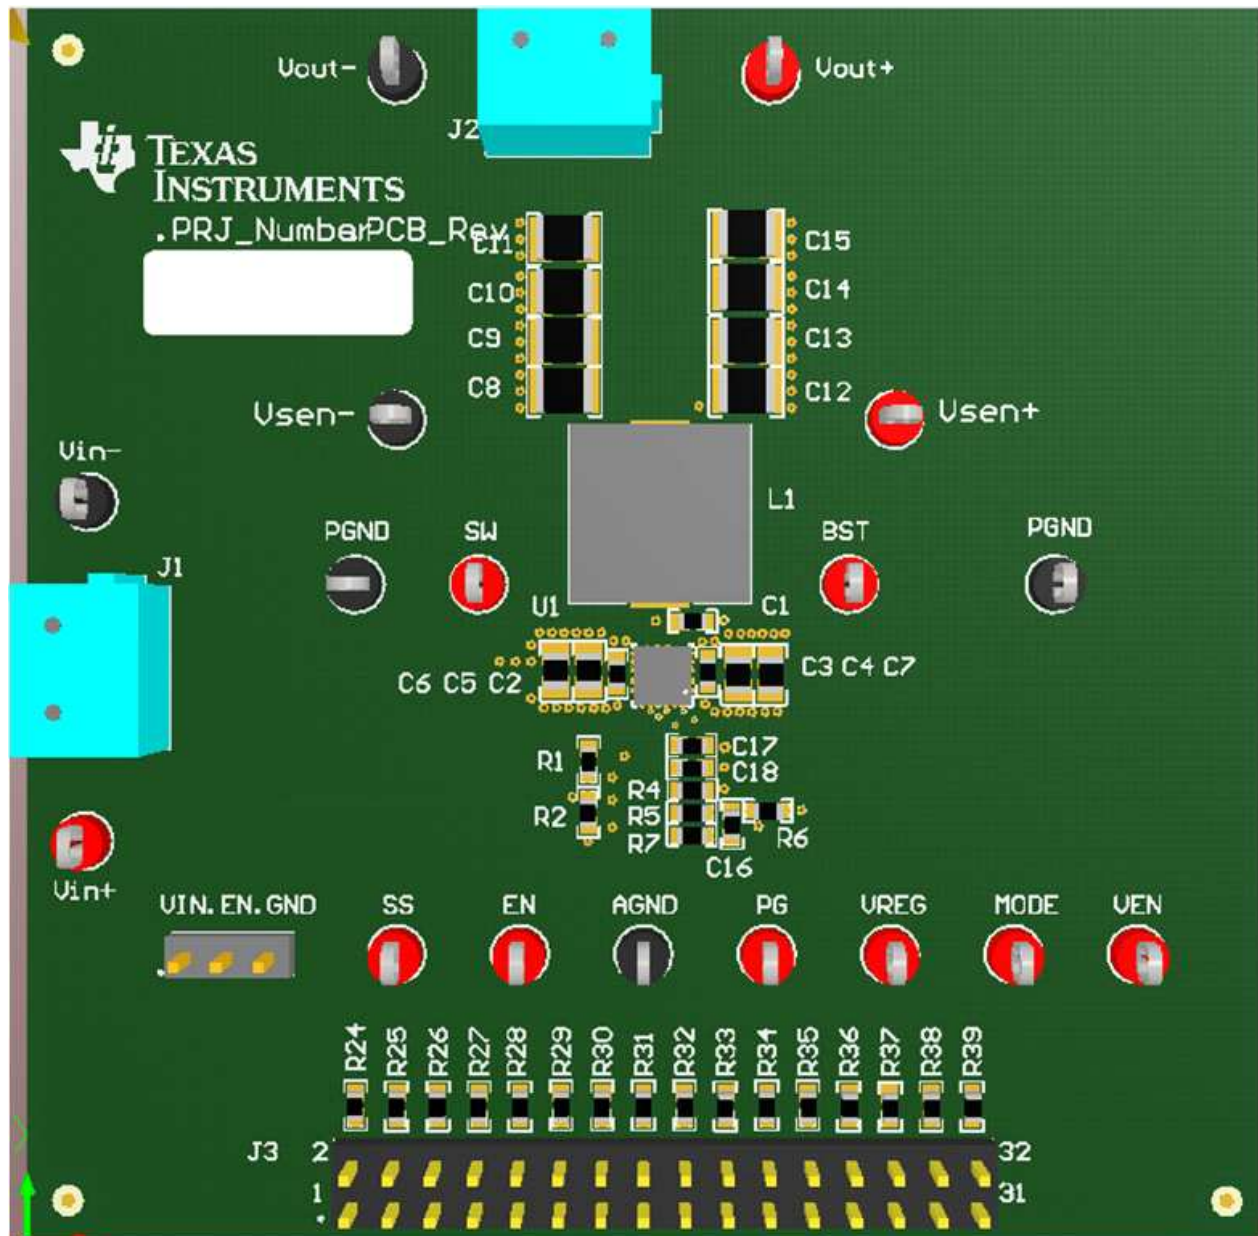 Vout-
Vout+
J2
TEXAS
INSTRUMENTS
.PRJ_Number PCB_Rev
C11
C15
C10
C14
C9
C13
C8
C12
Vsen-
Vsen+
Vin-
L1
PGND
SW
BST
PGND
J1
U1
C1
C6 C5 C2
C3 C4 C7
R1
C17
C18
R4
R2
R5
R6
R7
C16
Vin+
VIN.EN.GND
SS
EN
AGND
PG
VREG
MODE
VEN
R24 R25 R26 R27 R28 R29 R30 R31 R32 R33 R34 R35 R36 R37 R38 R39
J3
2
32
1
31